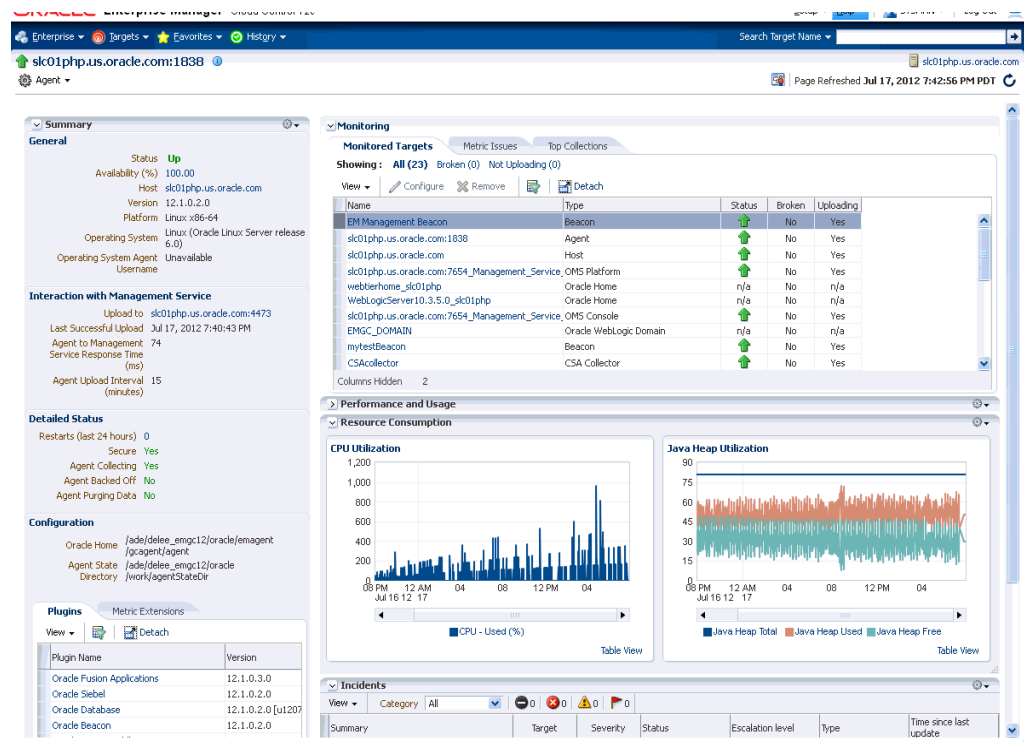 Enterprise Manager Cloud Control 12c
Enterprise Targets Favorites History
Search Target Name
slc01php.us.oracle.com:1838
slc01php.us.oracle.com
Agent
Page Refreshed Jul 17, 2012 7:42:56 PM PDT
Summary
General
Status Up
Availability (%) 100.00
Host slc01php.us.oracle.com
Version 12.1.0.2.0
Platform Linux x86-64
Operating System Linux (Oracle Linux Server release
6.0)
Operating System Agent Unavailable
Username
Interaction with Management Service
Upload to slc01php.us.oracle.com:4473
Last Successful Upload Jul 17, 2012 7:40:43 PM
Agent to Management 74
Service Response Time
(ms)
Agent Upload Interval 15
(minutes)
Detailed Status
Restarts (last 24 hours) 0
Secure Yes
Agent Collecting Yes
Agent Backed Off No
Agent Purging Data No
Configuration
Oracle Home /ade/delee_emgc12/oracle/emagent
/gcagent/agent
Agent State /ade/delee_emgc12/oracle
Directory /work/agentStateDir
Plugins Metric Extensions
View Detach
Plugin Name Version
Oracle Fusion Applications 12.1.0.3.0
Oracle Siebel 12.1.0.2.0
Oracle Database 12.1.0.2.0 [u1207
Oracle Beacon 12.1.0.2.0
Monitoring
Monitored Targets Metric Issues Top Collections
Showing : All (23) Broken (0) Not Uploading (0)
View Configure Remove Detach
Name Type Status Broken Uploading
EM Management Beacon Beacon No Yes
slc01php.us.oracle.com:1838 Agent No Yes
slc01php.us.oracle.com Host No Yes
slc01php.us.oracle.com:7654_Management_Service_ OMS Platform No Yes
webtierhome_slc01php Oracle Home n/a No n/a
WebLogicServer10.3.5.0_slc01php Oracle Home n/a No n/a
slc01php.us.oracle.com:7654_Management_Service_ OMS Console No Yes
EMGC_DOMAIN Oracle WebLogic Domain n/a No n/a
mytestBeacon Beacon No Yes
CSAcollector CSA Collector No Yes
Columns Hidden 2
Performance and Usage
Resource Consumption
CPU Utilization
1,200
1,000
800
600
400
200
0
08 PM 12 AM 04 08 12 PM 04
Jul 16 12 17
CPU - Used (%)
Table View
Java Heap Utilization
90
75
60
45
30
15
0
08 PM 12 AM 04 08 12 PM 04
Jul 16 12 17
Java Heap Total Java Heap Used Java Heap Free
Table View
Incidents
View Category All 0 0 0 0
Summary Target Severity Status Escalation level Type Time since last
update